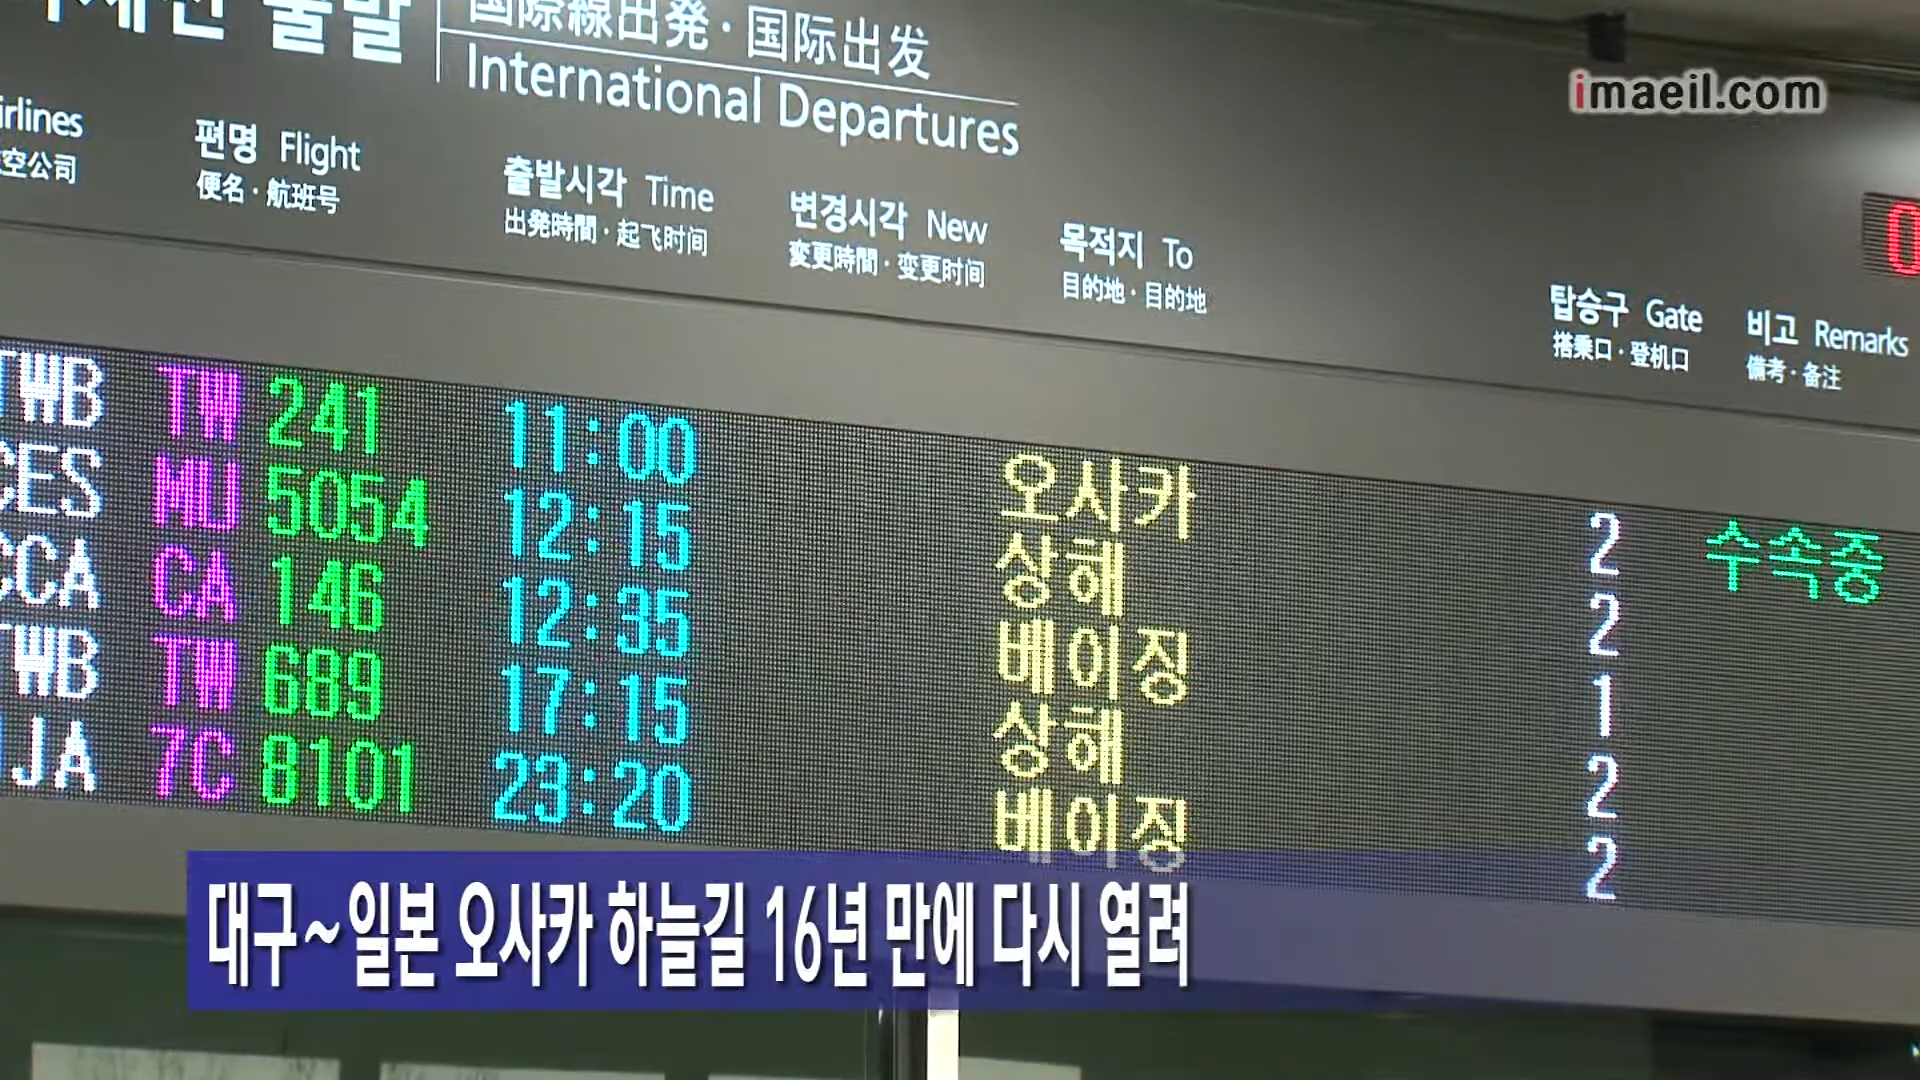 国際線出発·国际出发
International Departures
imaeil.com
편명 Flight
便名·航班号
출발시각 Time
出発時間·起飞时间
변경시각 New
変更時間·变更时间
목적지 To
目的地·目的地
탑승구 Gate
搭乗口·登机口
비고 Remarks
備考·备注
TWB TW 241 11:00 오사카 2 수속중
CES MU 5054 12:15 상해 2
CCA CA 146 12:35 베이징 1
TWB TW 689 17:15 상해 2
JJA 7C 8101 23:20 베이징 2
대구~일본 오사카 하늘길 16년 만에 다시 열려